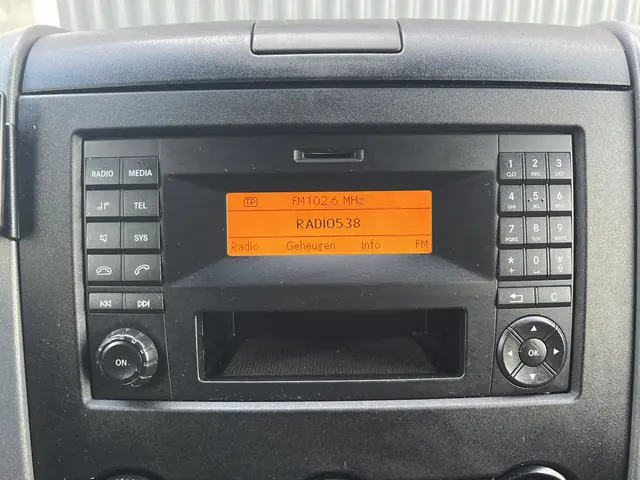 RADIO MEDIA
TEL
SYS
ON
TP FM102.6 MHz
RADIO538
Radio Geheugen Info FM
1 2 3
4 5 6
7 8 9
* 0 #
C
OK